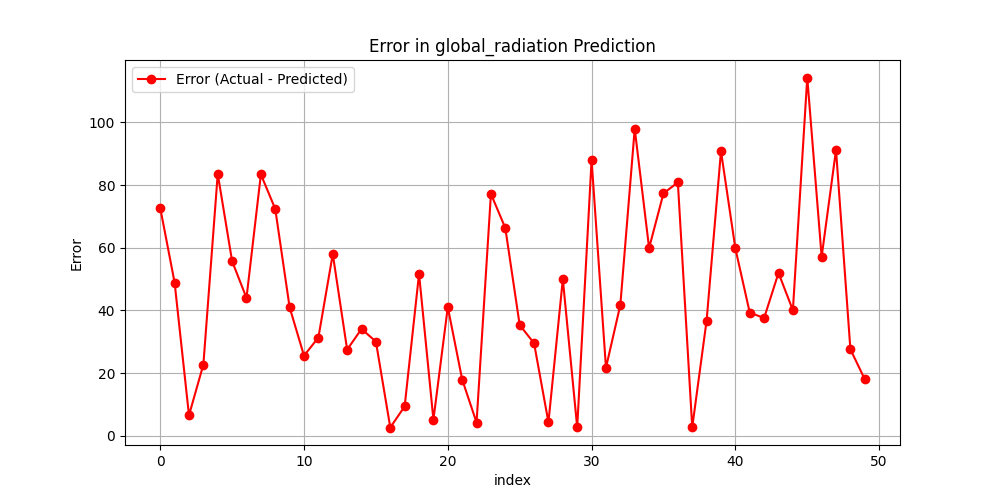 Error in global_radiation Prediction
Error (Actual - Predicted)
100
80
60
40
20
0
Error
0 10 20 30 40 50
index